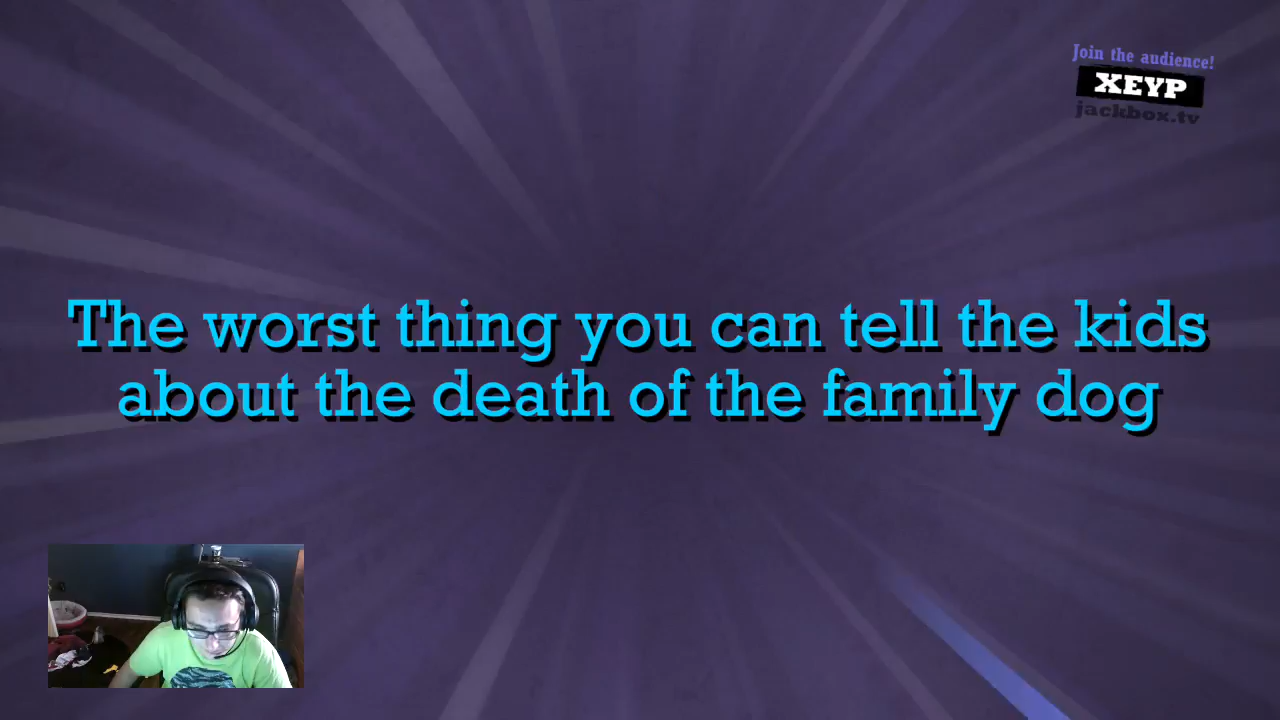 Join the audience!
XEYP
jackbox.tv
The worst thing you can tell the kids
about the death of the family dog